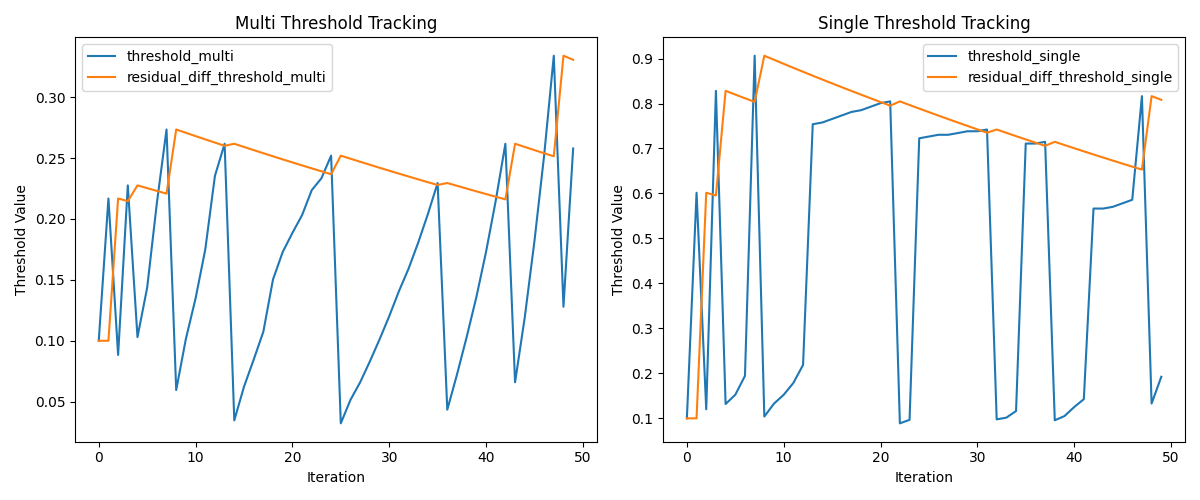 Multi Threshold Tracking
threshold_multi
residual_diff_threshold_multi
Threshold Value
0.30
0.25
0.20
0.15
0.10
0.05
0 10 20 30 40 50
Iteration
Single Threshold Tracking
threshold_single
residual_diff_threshold_single
Threshold Value
0.9
0.8
0.7
0.6
0.5
0.4
0.3
0.2
0.1
0 10 20 30 40 50
Iteration